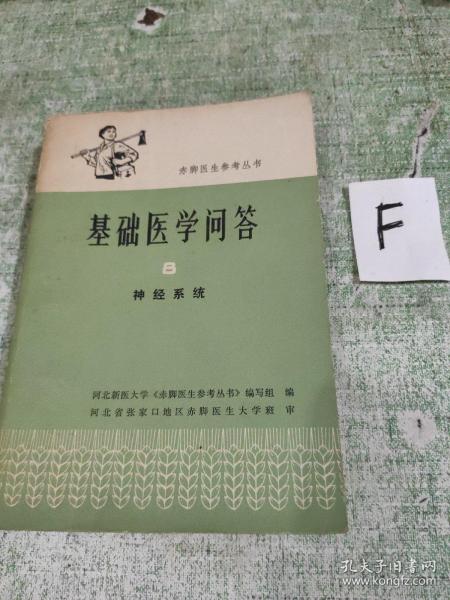 赤脚医生参考丛书
基础医学问答
神经系统
河北新医大学《赤脚医生参考丛书》编写组 编
河北省张家口地区赤脚医生大学班 审
F
孔夫子旧书网
www.kongfz.com